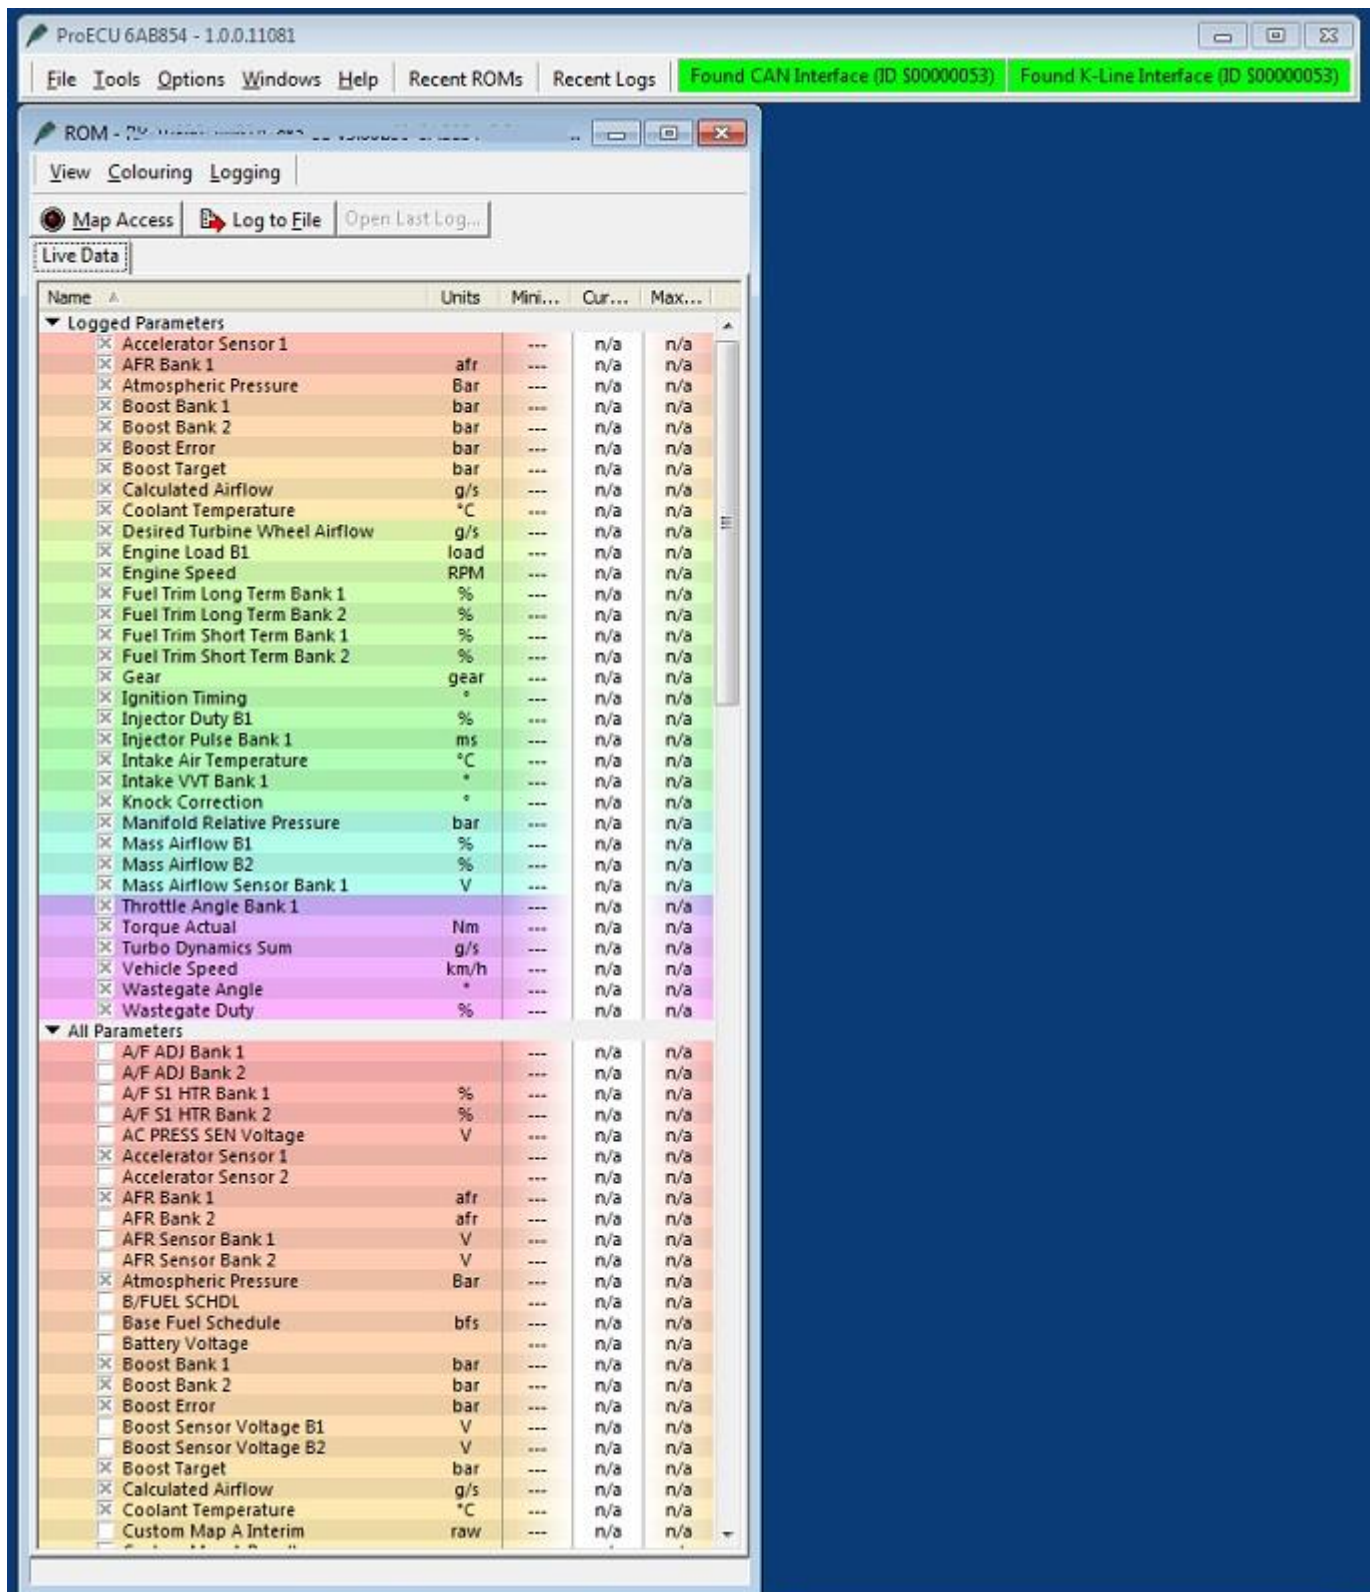 ProECU 6AB854 - 1.0.0.11081
File Tools Options Windows Help Recent ROMs Recent Logs Found CAN Interface (ID $00000053) Found K-Line Interface (ID $00000053)
ROM -
View Colouring Logging
Map Access Log to File Open Last Log...
Live Data
Name Units Mini... Cur... Max...
Logged Parameters
Accelerator Sensor 1 --- n/a n/a
AFR Bank 1 afr --- n/a n/a
Atmospheric Pressure Bar --- n/a n/a
Boost Bank 1 bar --- n/a n/a
Boost Bank 2 bar --- n/a n/a
Boost Error bar --- n/a n/a
Boost Target bar --- n/a n/a
Calculated Airflow g/s --- n/a n/a
Coolant Temperature °C --- n/a n/a
Desired Turbine Wheel Airflow g/s --- n/a n/a
Engine Load B1 load --- n/a n/a
Engine Speed RPM --- n/a n/a
Fuel Trim Long Term Bank 1 % --- n/a n/a
Fuel Trim Long Term Bank 2 % --- n/a n/a
Fuel Trim Short Term Bank 1 % --- n/a n/a
Fuel Trim Short Term Bank 2 % --- n/a n/a
Gear gear --- n/a n/a
Ignition Timing ° --- n/a n/a
Injector Duty B1 % --- n/a n/a
Injector Pulse Bank 1 ms --- n/a n/a
Intake Air Temperature °C --- n/a n/a
Intake VVT Bank 1 ° --- n/a n/a
Knock Correction ° --- n/a n/a
Manifold Relative Pressure bar --- n/a n/a
Mass Airflow B1 % --- n/a n/a
Mass Airflow B2 % --- n/a n/a
Mass Airflow Sensor Bank 1 V --- n/a n/a
Throttle Angle Bank 1 --- n/a n/a
Torque Actual Nm --- n/a n/a
Turbo Dynamics Sum g/s --- n/a n/a
Vehicle Speed km/h --- n/a n/a
Wastegate Angle ° --- n/a n/a
Wastegate Duty % --- n/a n/a
All Parameters
A/F ADJ Bank 1 --- n/a n/a
A/F ADJ Bank 2 --- n/a n/a
A/F S1 HTR Bank 1 % --- n/a n/a
A/F S1 HTR Bank 2 % --- n/a n/a
AC PRESS SEN Voltage V --- n/a n/a
Accelerator Sensor 1 --- n/a n/a
Accelerator Sensor 2 --- n/a n/a
AFR Bank 1 afr --- n/a n/a
AFR Bank 2 afr --- n/a n/a
AFR Sensor Bank 1 V --- n/a n/a
AFR Sensor Bank 2 V --- n/a n/a
Atmospheric Pressure Bar --- n/a n/a
B/FUEL SCHDL --- n/a n/a
Base Fuel Schedule bfs --- n/a n/a
Battery Voltage --- n/a n/a
Boost Bank 1 bar --- n/a n/a
Boost Bank 2 bar --- n/a n/a
Boost Error bar --- n/a n/a
Boost Sensor Voltage B1 V --- n/a n/a
Boost Sensor Voltage B2 V --- n/a n/a
Boost Target bar --- n/a n/a
Calculated Airflow g/s --- n/a n/a
Coolant Temperature °C --- n/a n/a
Custom Map A Interim raw --- n/a n/a